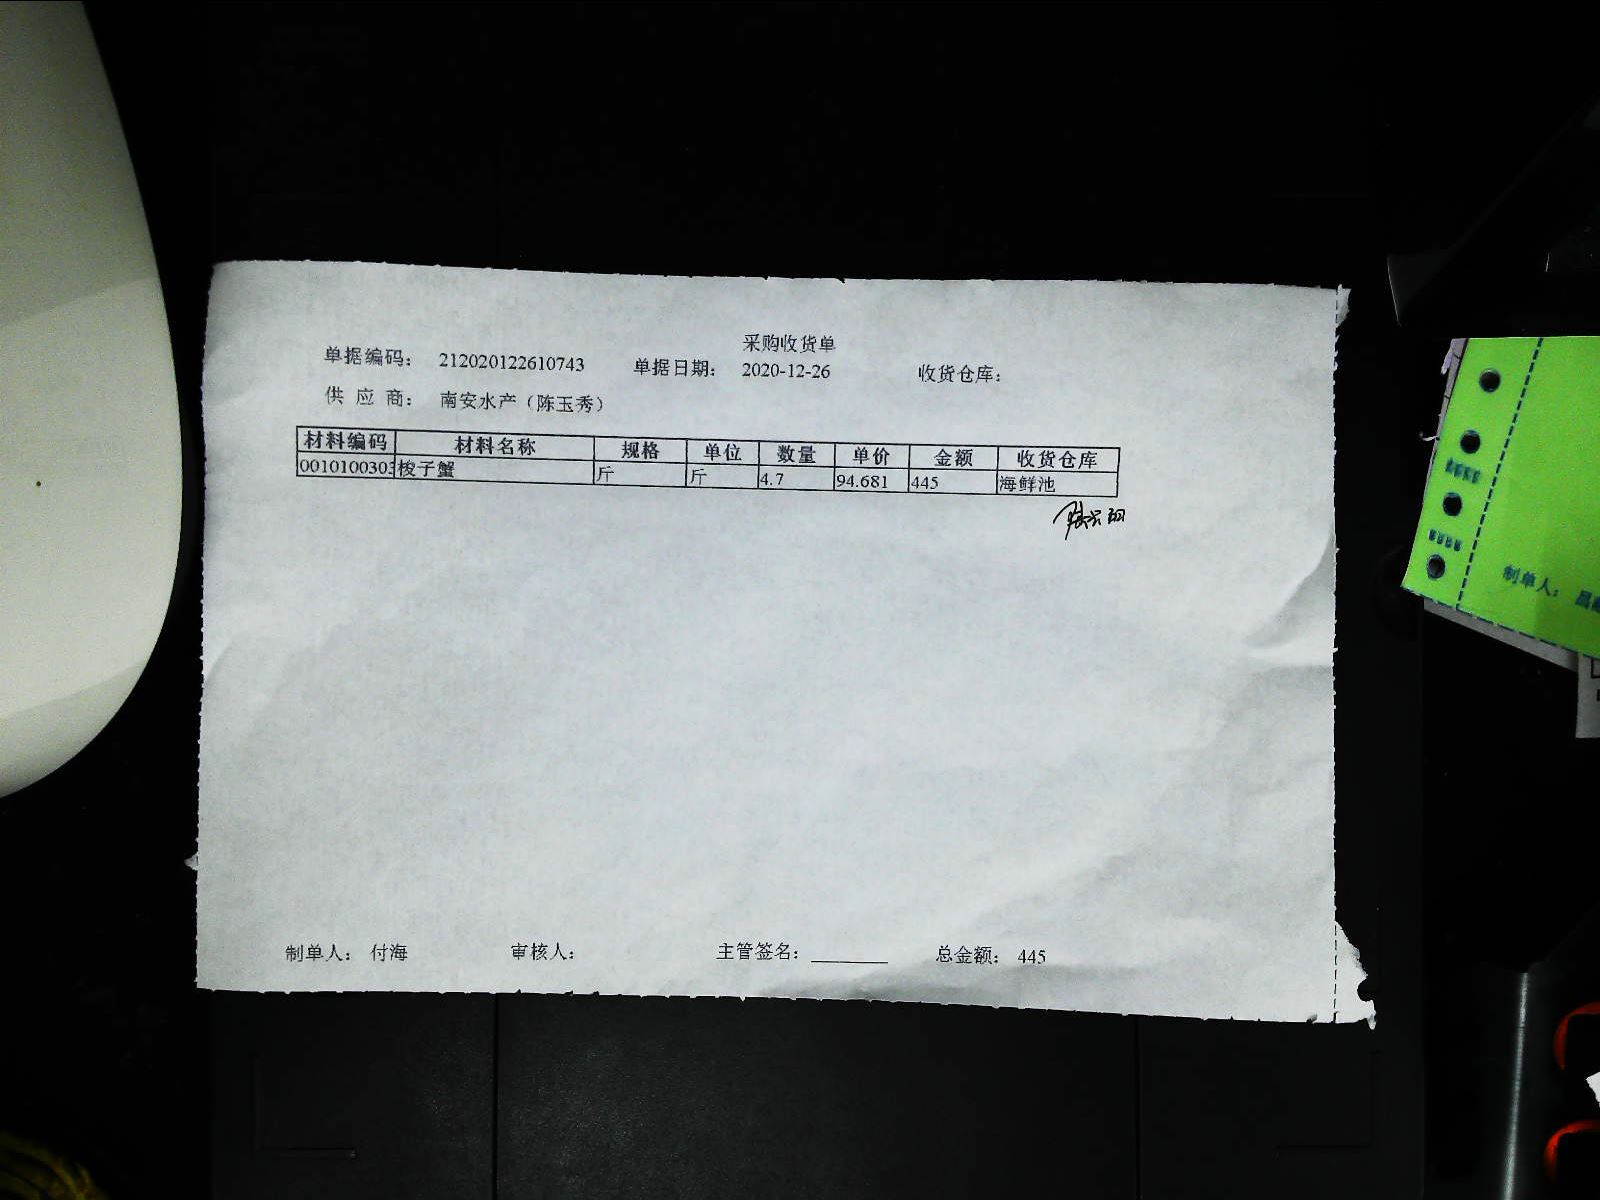 采购收货单
单据编码： 212020122610743 单据日期： 2020-12-26 收货仓库：
供 应 商： 南安水产（陈玉秀）
材料编码 材料名称 规格 单位 数量 单价 金额 收货仓库
0010100303 梭子蟹 斤 斤 4.7 94.681 445 海鲜池
制单人： 付海 审核人： 主管签名： ________ 总金额： 445
制单人：